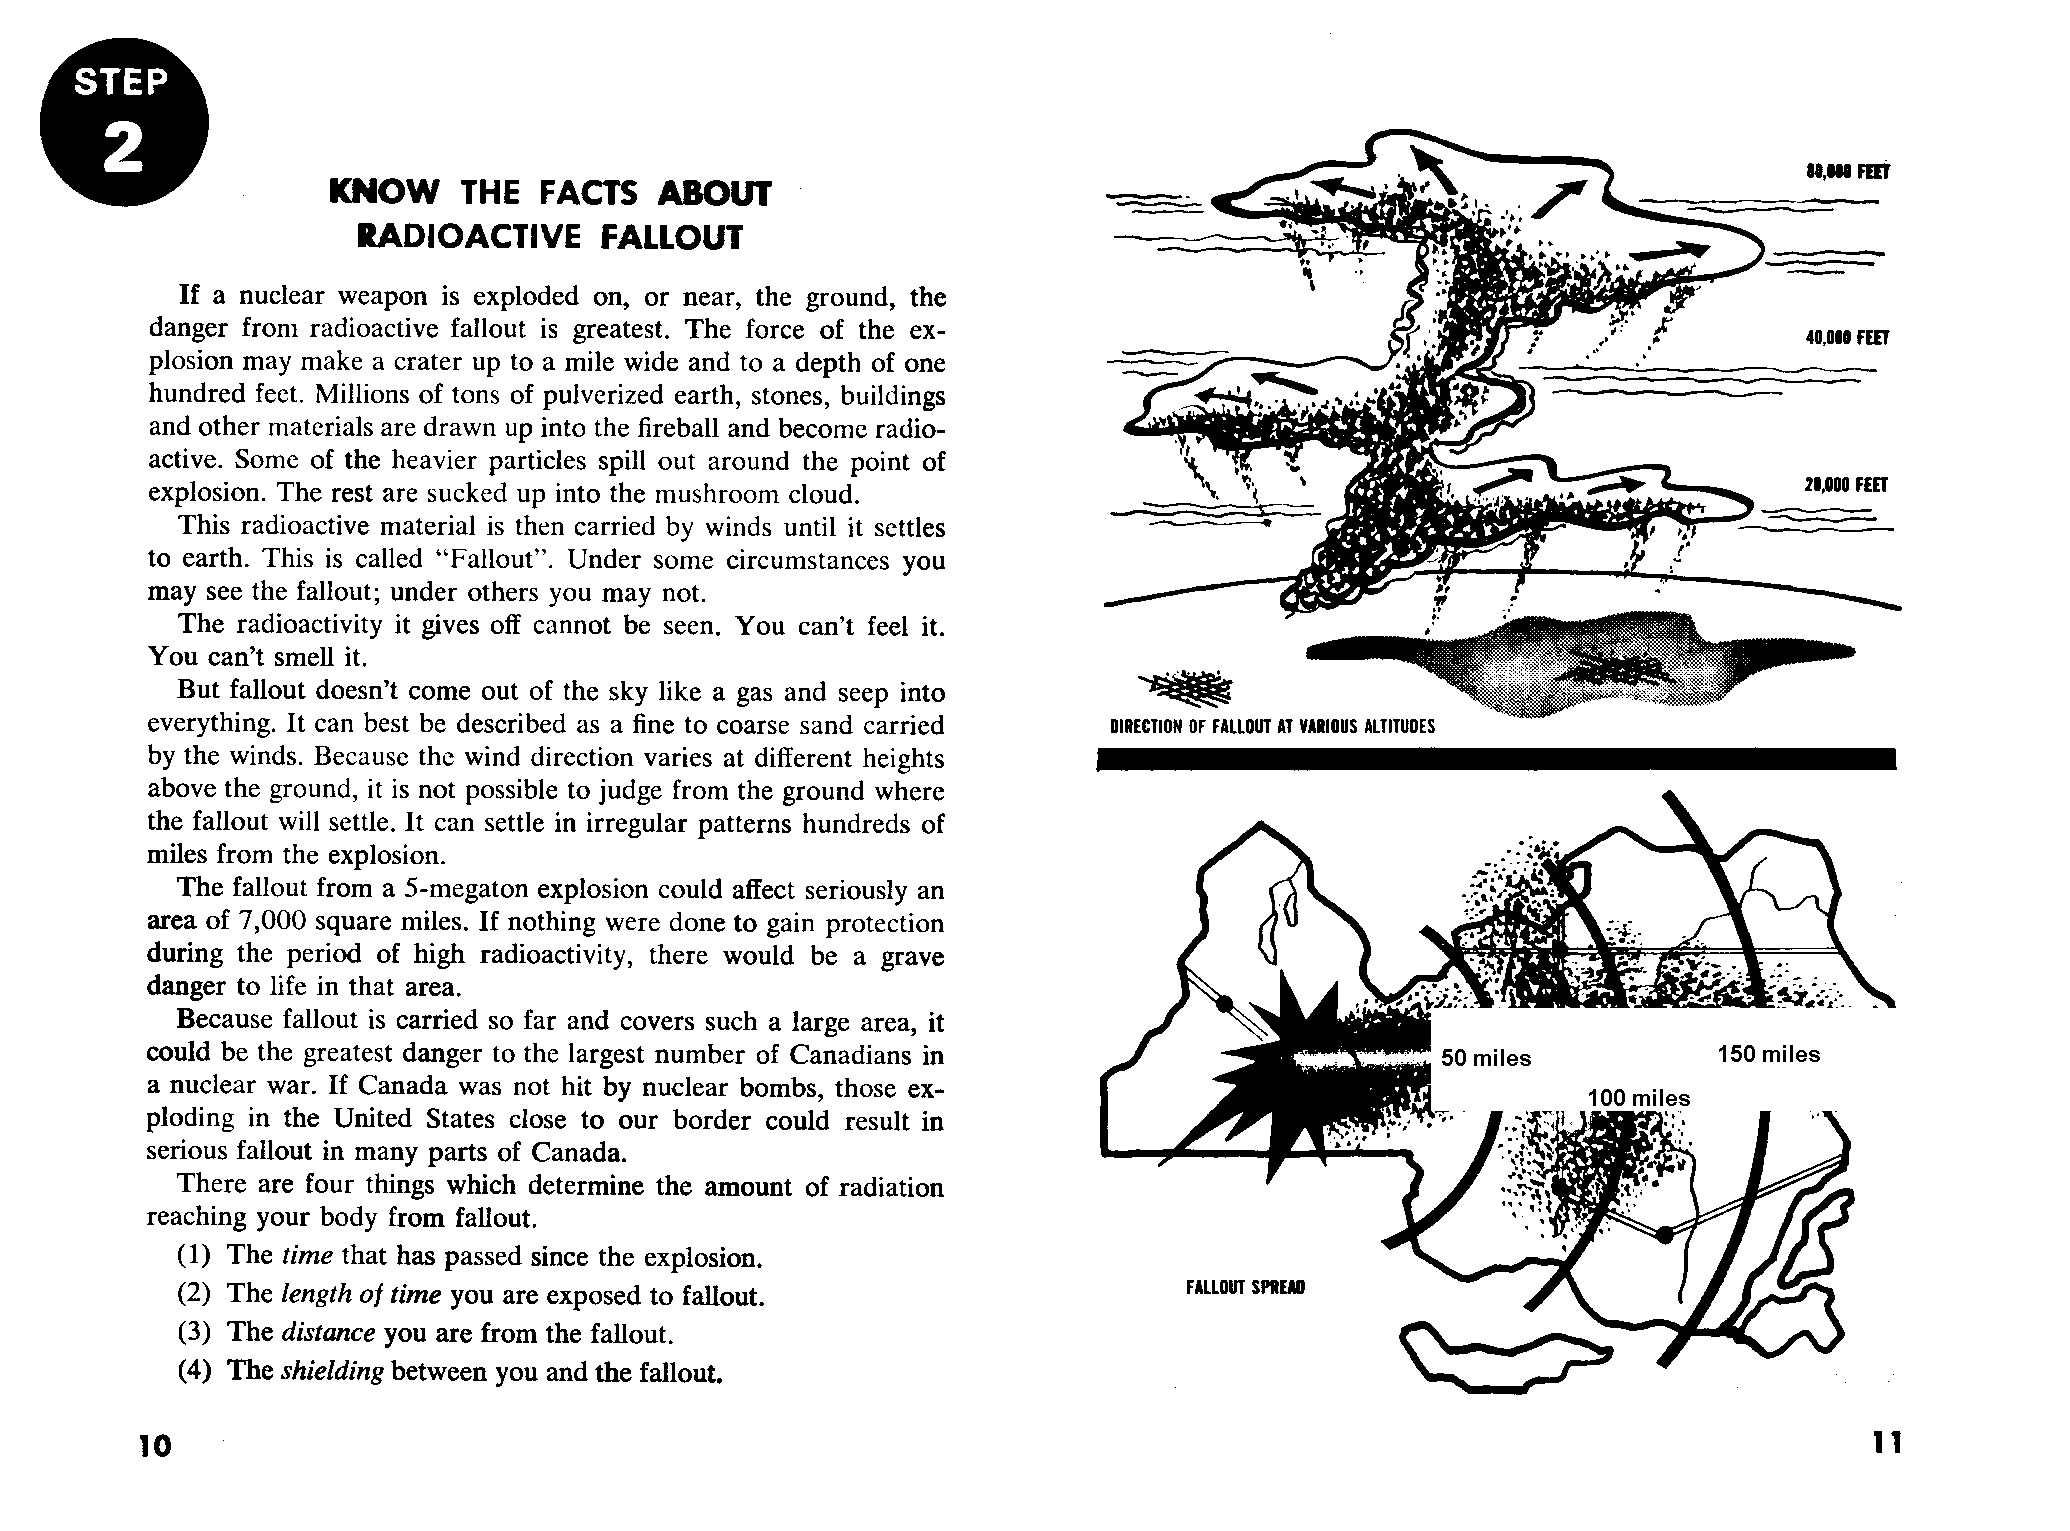 STEP
2
KNOW THE FACTS ABOUT
RADIOACTIVE FALLOUT
If a nuclear weapon is exploded on, or near, the ground, the
danger from radioactive fallout is greatest. The force of the ex-
plosion may make a crater up to a mile wide and to a depth of one
hundred feet. Millions of tons of pulverized earth, stones, buildings
and other materials are drawn up into the fireball and become radio-
active. Some of the heavier particles spill out around the point of
explosion. The rest are sucked up into the mushroom cloud.
This radioactive material is then carried by winds until it settles
to earth. This is called “Fallout”. Under some circumstances you
may see the fallout; under others you may not.
The radioactivity it gives off cannot be seen. You can’t feel it.
You can’t smell it.
But fallout doesn’t come out of the sky like a gas and seep into
everything. It can best be described as a fine to coarse sand carried
by the winds. Because the wind direction varies at different heights
above the ground, it is not possible to judge from the ground where
the fallout will settle. It can settle in irregular patterns hundreds of
miles from the explosion.
The fallout from a 5-megaton explosion could affect seriously an
area of 7,000 square miles. If nothing were done to gain protection
during the period of high radioactivity, there would be a grave
danger to life in that area.
Because fallout is carried so far and covers such a large area, it
could be the greatest danger to the largest number of Canadians in
a nuclear war. If Canada was not hit by nuclear bombs, those ex-
ploding in the United States close to our border could result in
serious fallout in many parts of Canada.
There are four things which determine the amount of radiation
reaching your body from fallout.
(1) The time that has passed since the explosion.
(2) The length of time you are exposed to fallout.
(3) The distance you are from the fallout.
(4) The shielding between you and the fallout.
10
FEET
40,000 FEET
20,000 FEET
DIRECTION OF FALLOUT AT VARIOUS ALTITUDES
50 miles
150 miles
100 miles
FALLOUT SPREAD
11